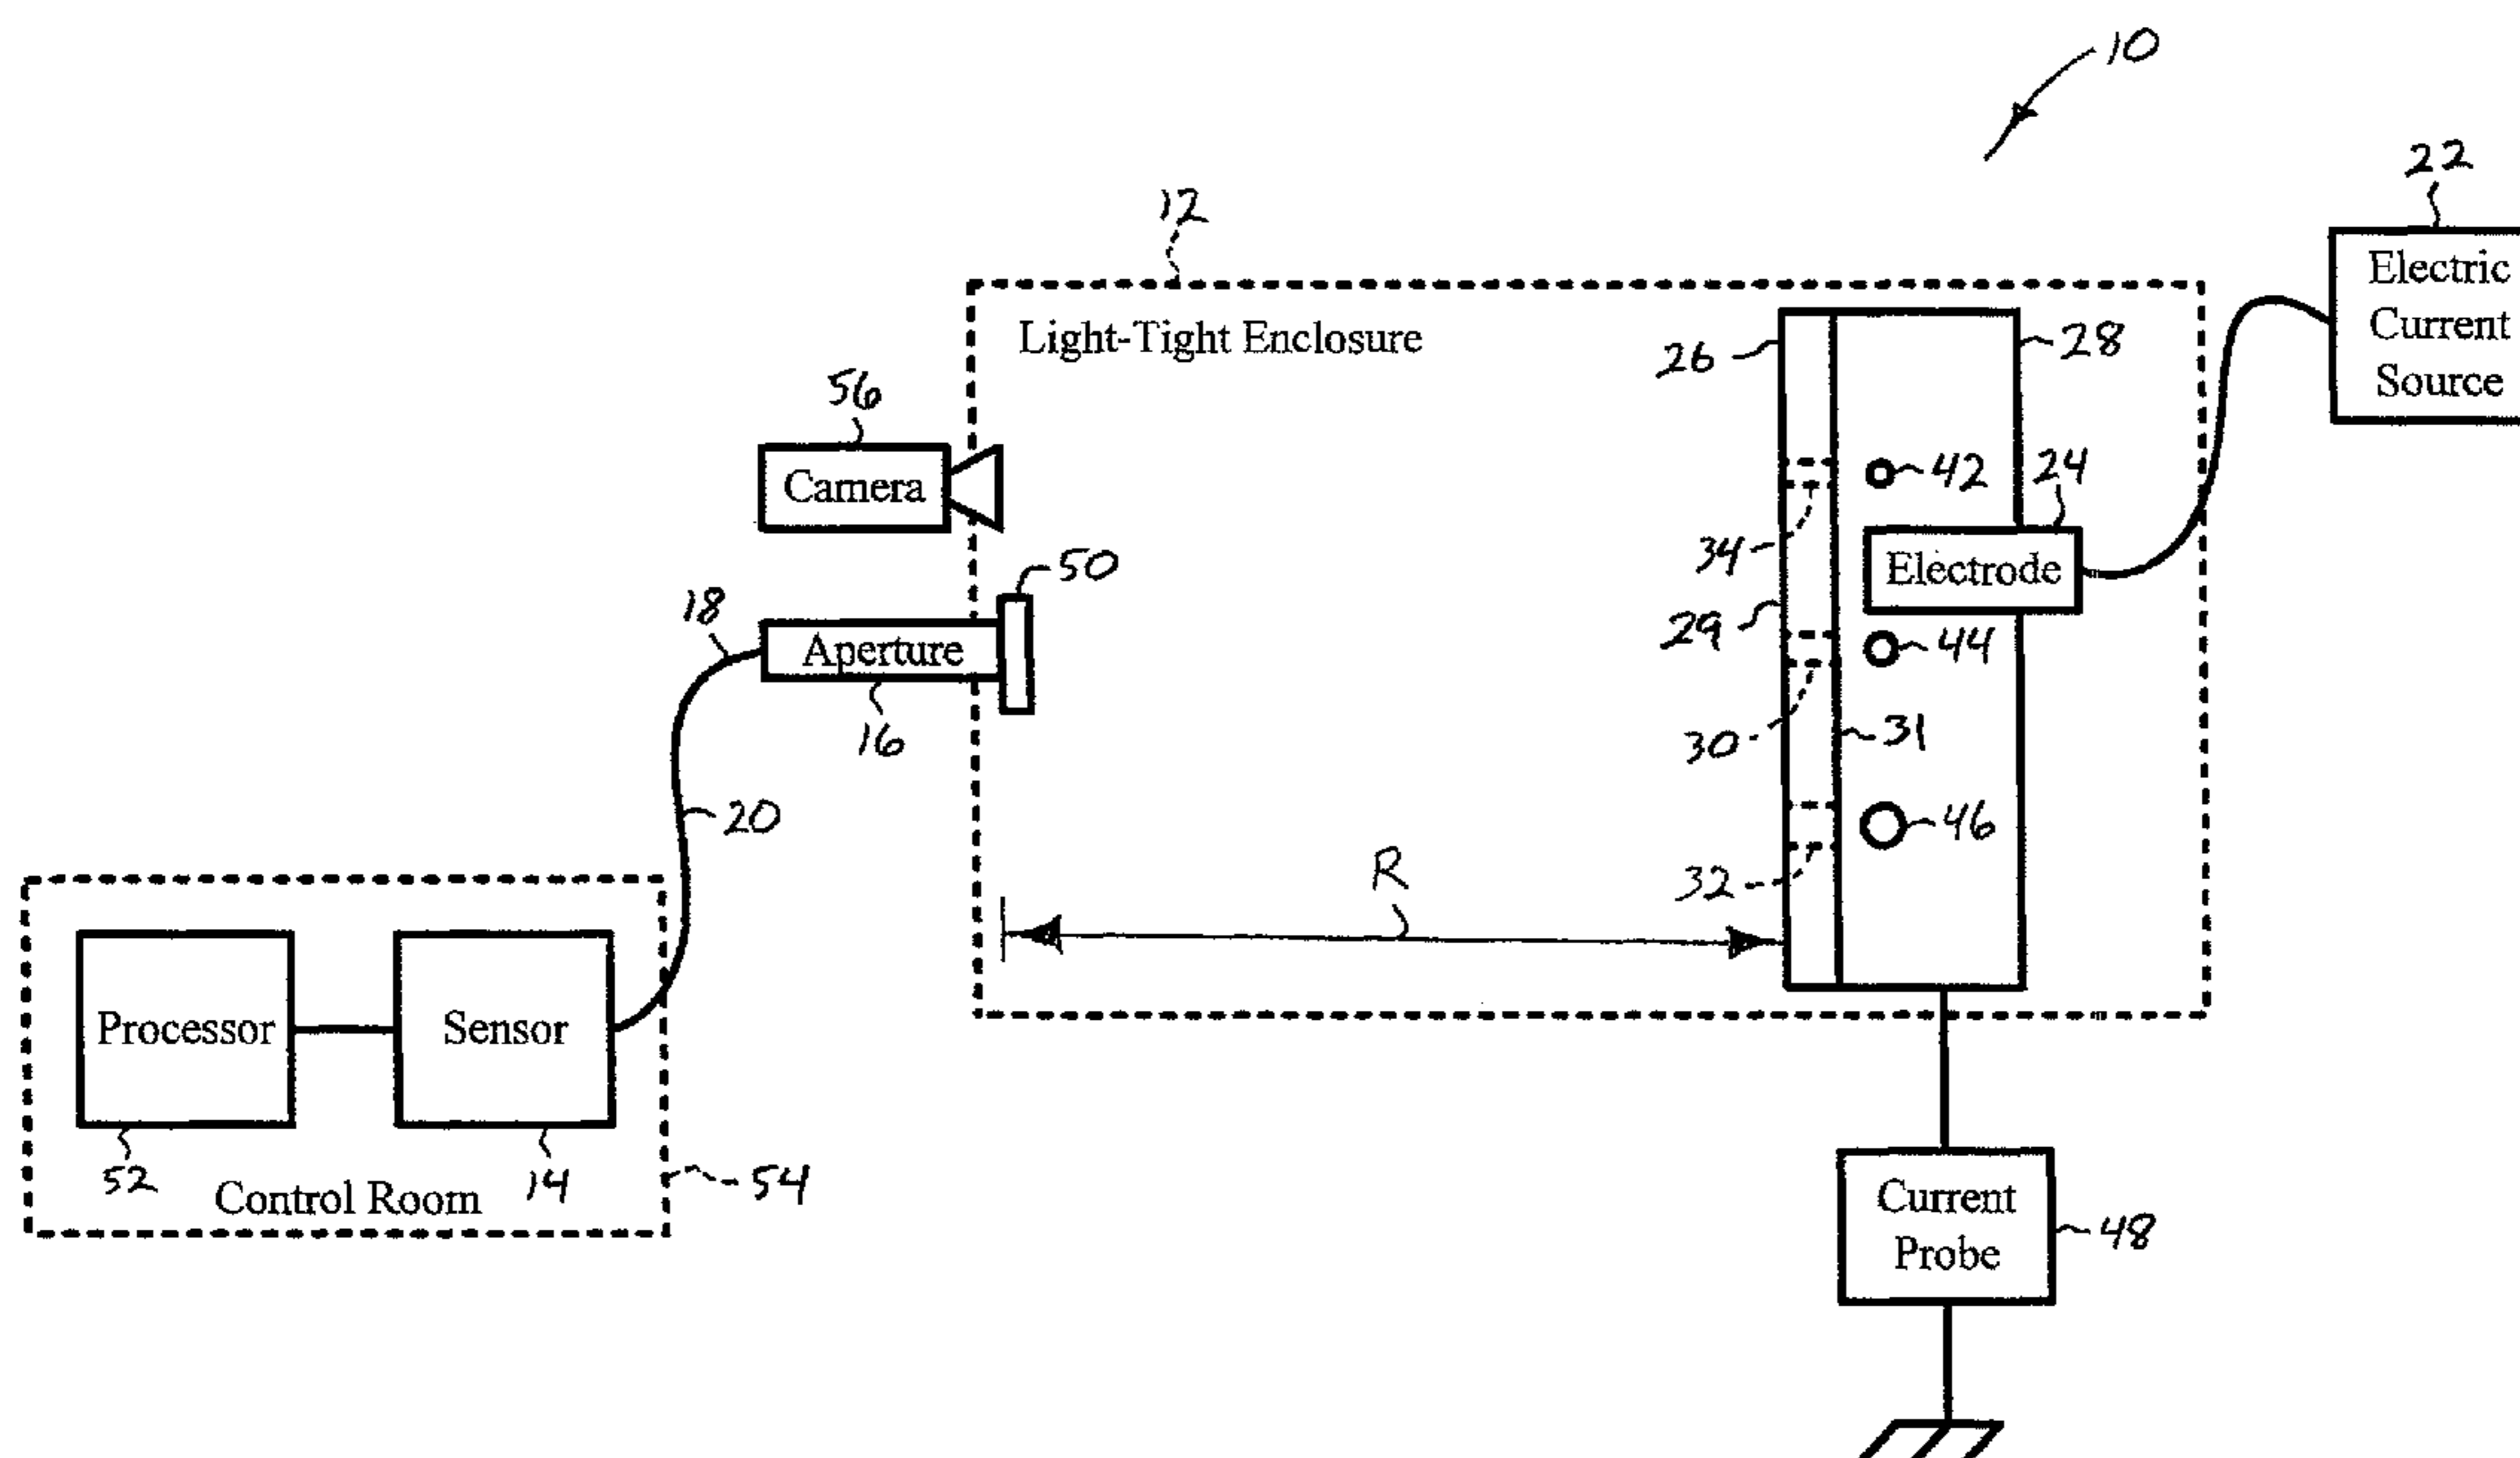 10
22
Electric
Current
Source
12
Light-Tight Enclosure
26
28
56
Camera
42
24
34
Electrode
50
18
Aperture
29
44
16
30
31
20
46
R
32
Processor
Sensor
52
14
Control Room
54
Current
Probe
48